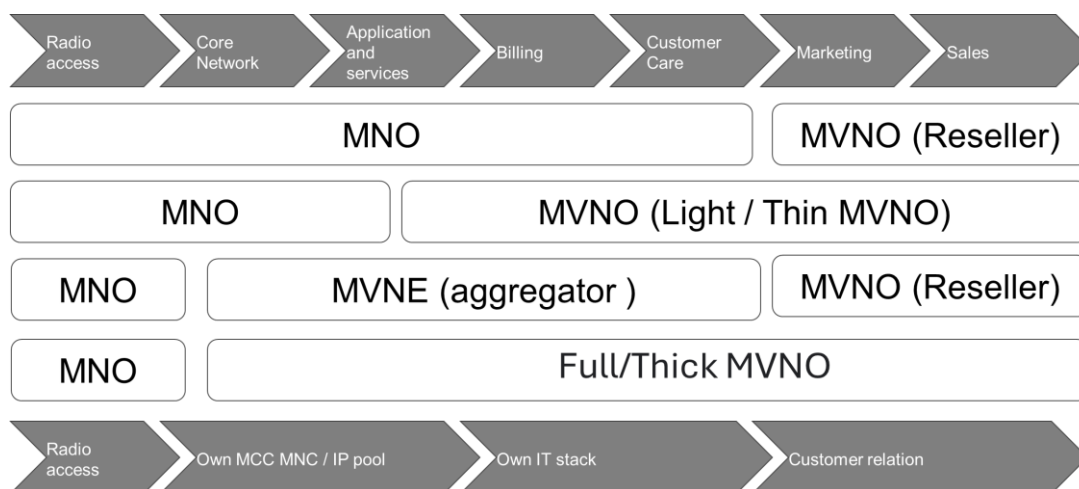 Radio
access
Core
Network
Application
and
services
Billing
Customer
Care
Marketing
Sales
MNO
MVNO (Reseller)
MNO
MVNO (Light / Thin MVNO)
MNO
MVNE (aggregator )
MVNO (Reseller)
MNO
Full/Thick MVNO
Radio
access
Own MCC MNC / IP pool
Own IT stack
Customer relation